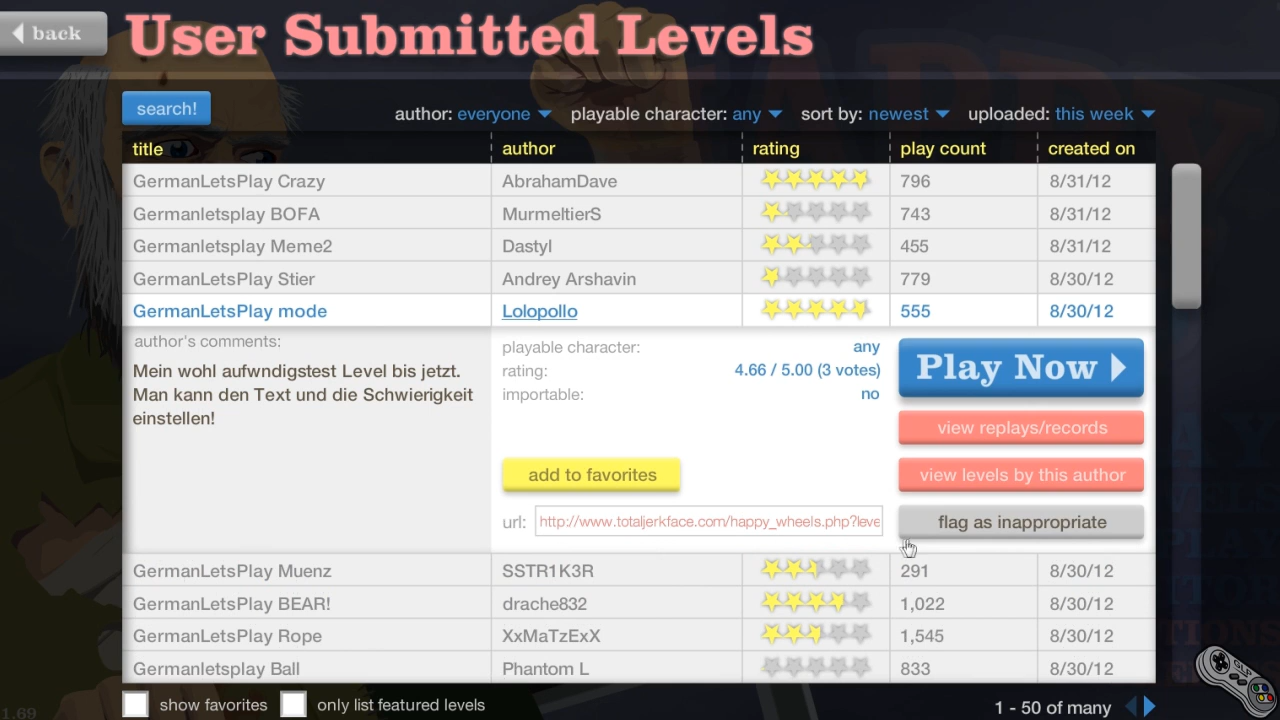 back
User Submitted Levels
search!
author: everyone playable character: any sort by: newest uploaded: this week
title author rating play count created on
GermanLetsPlay Crazy AbrahamDave 796 8/31/12
Germanletsplay BOFA MurmeltierS 743 8/31/12
Germanletsplay Meme2 Dastyl 455 8/31/12
GermanLetsPlay Stier Andrey Arshavin 779 8/30/12
GermanLetsPlay mode Lolopollo 555 8/30/12
author's comments:
Mein wohl aufwndigstest Level bis jetzt.
Man kann den Text und die Schwierigkeit
einstellen!
playable character: any
rating: 4.66 / 5.00 (3 votes)
importable: no
add to favorites
url: http://www.totaljerkface.com/happy_wheels.php?leve
Play Now
view replays/records
view levels by this author
flag as inappropriate
GermanLetsPlay Muenz SSTR1K3R 291 8/30/12
GermanLetsPlay BEAR! drache832 1,022 8/30/12
GermanLetsPlay Rope XxMaTzExX 1,545 8/30/12
Germanletsplay Ball Phantom L 833 8/30/12
show favorites only list featured levels 1 - 50 of many
1.69
GLP